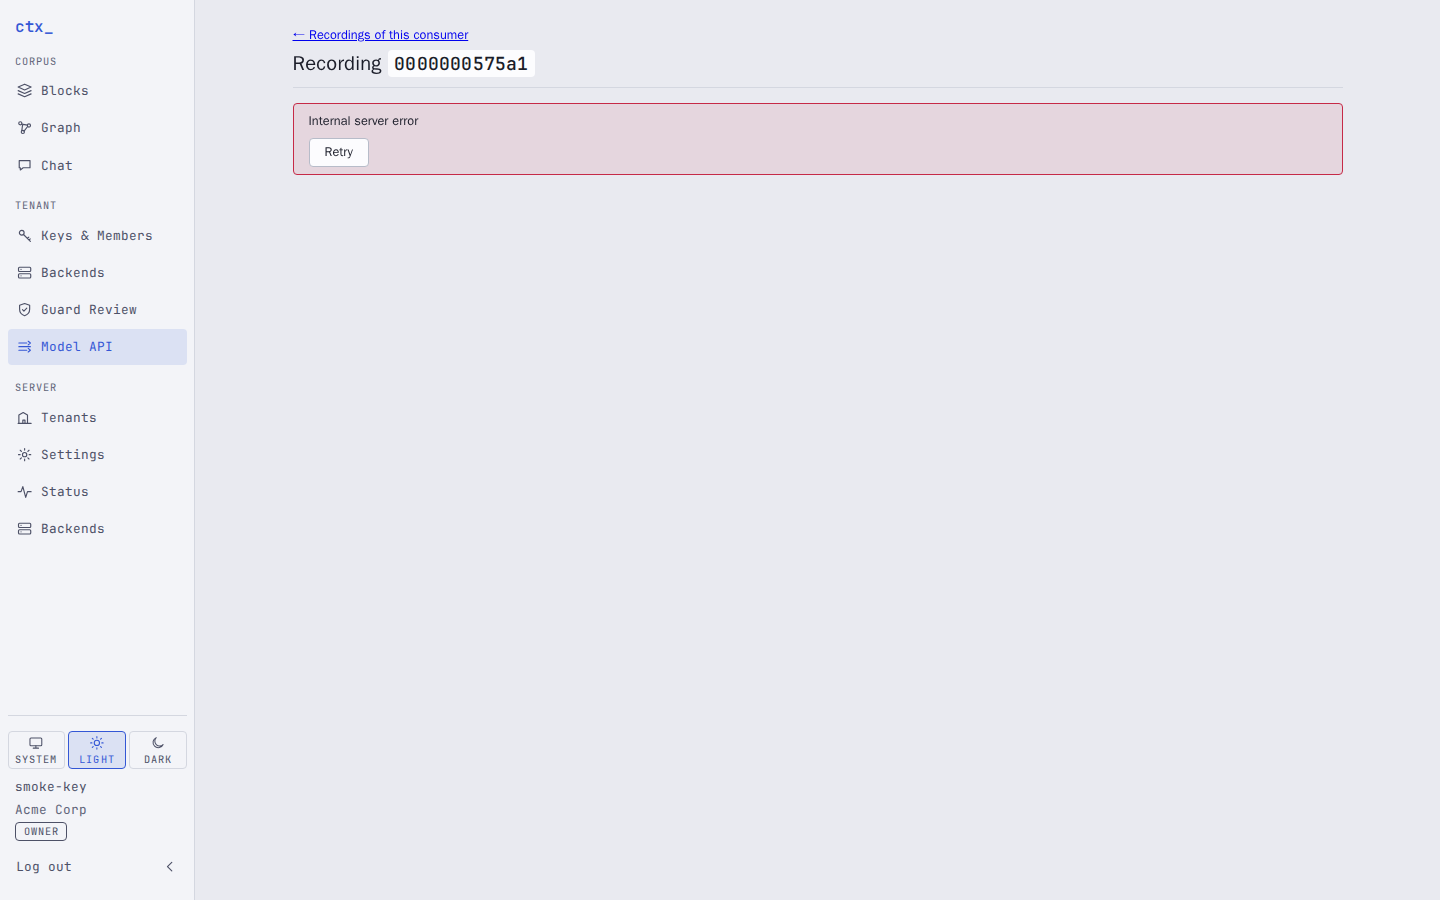 ctx_
CORPUS
Blocks
Graph
Chat
TENANT
Keys & Members
Backends
Guard Review
Model API
SERVER
Tenants
Settings
Status
Backends
SYSTEM
LIGHT
DARK
smoke-key
Acme Corp
OWNER
Log out
← Recordings of this consumer
Recording 0000000575a1
Internal server error
Retry